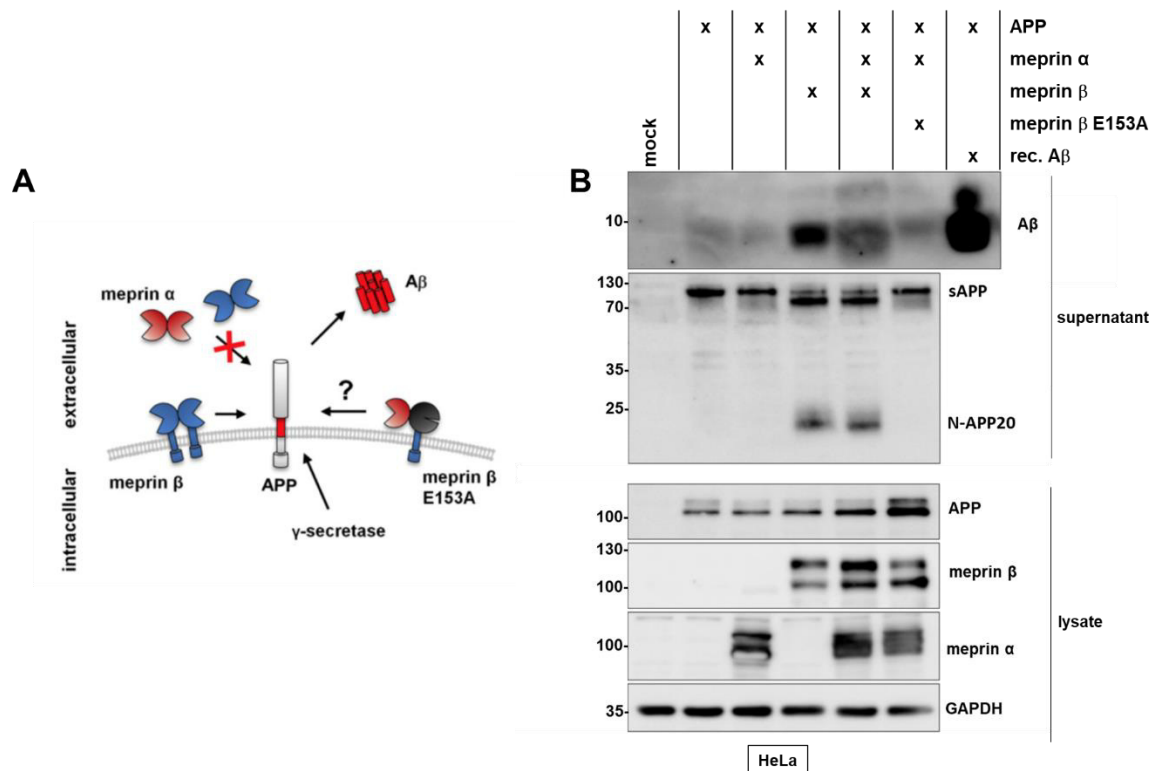 x x x x x x APP
x x x meprin α
x x meprin β
x meprin β E153A
x rec. Aβ
mock
A
B
extracellular
intracellular
meprin α
Aβ
?
meprin β
APP
meprin β
E153A
γ-secretase
10-
Aβ
130-
70-
35-
25-
sAPP
N-APP20
supernatant
100-
APP
130-
100-
meprin β
100-
meprin α
35-
GAPDH
lysate
HeLa